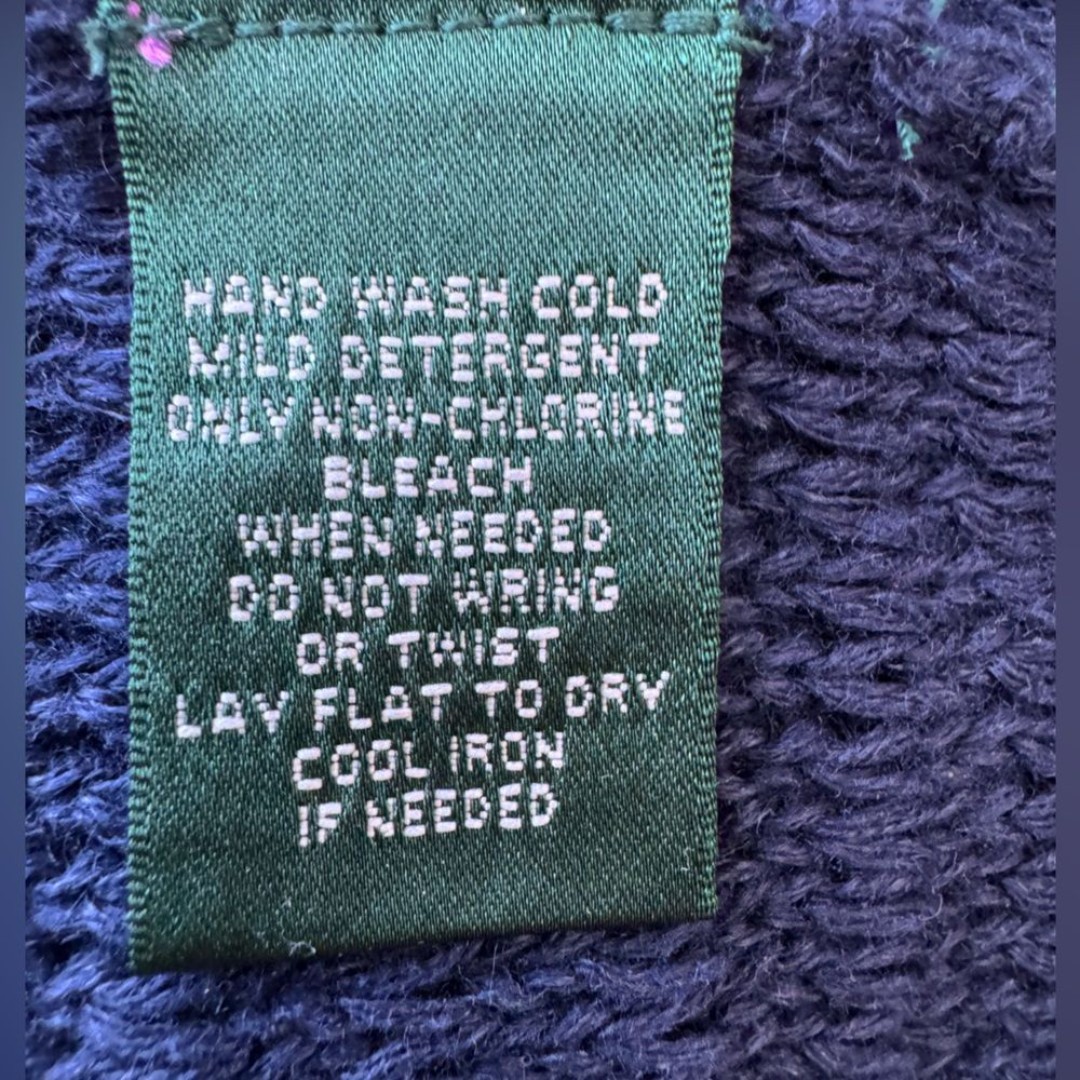 HAND WASH COLD
MILD DETERGENT
ONLY NON-CHLORINE
BLEACH
WHEN NEEDED
DO NOT WRING
OR TWIST
LAY FLAT TO DRY
COOL IRON
IF NEEDED